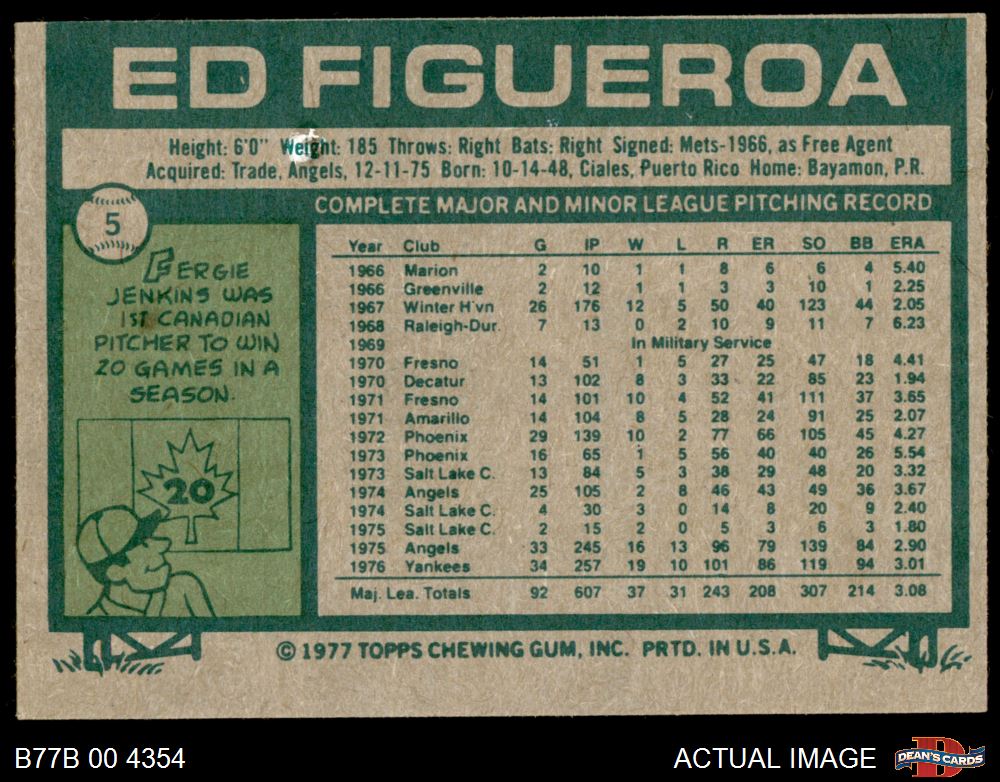 ED FIGUEROA
Height: 6'0" Weight: 185 Throws: Right Bats: Right Signed: Mets-1966, as Free Agent
Acquired: Trade, Angels, 12-11-75 Born: 10-14-48, Ciales, Puerto Rico Home: Bayamon, P.R.
5
COMPLETE MAJOR AND MINOR LEAGUE PITCHING RECORD
FERGIE
JENKINS WAS
1ST CANADIAN
PITCHER TO WIN
20 GAMES IN A
SEASON.
20
Year Club G IP W L R ER SO BB ERA
1966 Marion 2 10 1 1 8 6 6 4 5.40
1966 Greenville 2 12 1 1 3 3 10 1 2.25
1967 Winter H'vn 26 176 12 5 50 40 123 44 2.05
1968 Raleigh-Dur. 7 13 0 2 10 9 11 7 6.23
1969 In Military Service
1970 Fresno 14 51 1 5 27 25 47 18 4.41
1970 Decatur 13 102 8 3 33 22 85 23 1.94
1971 Fresno 14 101 10 4 52 41 111 37 3.65
1971 Amarillo 14 104 8 5 28 24 91 25 2.07
1972 Phoenix 29 139 10 2 77 66 105 45 4.27
1973 Phoenix 16 65 1 5 56 40 40 26 5.54
1973 Salt Lake C. 13 84 5 3 38 29 48 20 3.32
1974 Angels 25 105 2 8 46 43 49 36 3.67
1974 Salt Lake C. 4 30 3 0 14 8 20 9 2.40
1975 Salt Lake C. 2 15 2 0 5 3 6 3 1.80
1975 Angels 33 245 16 13 96 79 139 84 2.90
1976 Yankees 34 257 19 10 101 86 119 94 3.01
Maj. Lea. Totals 92 607 37 31 243 208 307 214 3.08
© 1977 TOPPS CHEWING GUM, INC. PRTD. IN U.S.A.
B77B 00 4354
ACTUAL IMAGE
D
DEAN'S CARDS